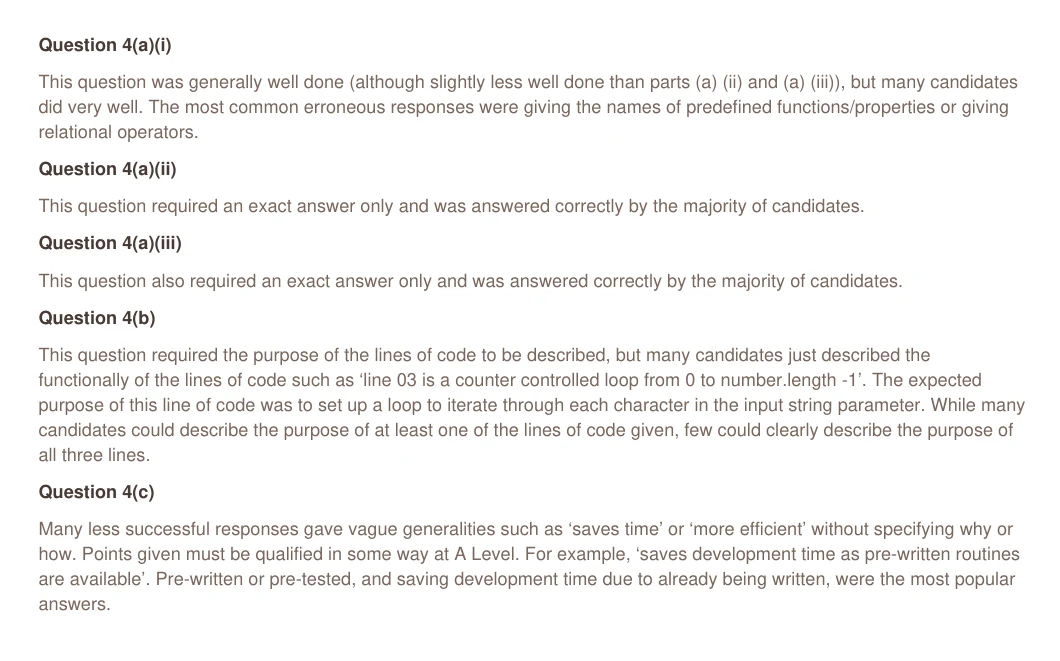 Question 4(a)(i)
This question was generally well done (although slightly less well done than parts (a) (ii) and (a) (iii)), but many candidates
did very well. The most common erroneous responses were giving the names of predefined functions/properties or giving
relational operators.
Question 4(a)(ii)
This question required an exact answer only and was answered correctly by the majority of candidates.
Question 4(a)(iii)
This question also required an exact answer only and was answered correctly by the majority of candidates.
Question 4(b)
This question required the purpose of the lines of code to be described, but many candidates just described the
functionally of the lines of code such as ‘line 03 is a counter controlled loop from 0 to number.length -1’. The expected
purpose of this line of code was to set up a loop to iterate through each character in the input string parameter. While many
candidates could describe the purpose of at least one of the lines of code given, few could clearly describe the purpose of
all three lines.
Question 4(c)
Many less successful responses gave vague generalities such as ‘saves time’ or ‘more efficient’ without specifying why or
how. Points given must be qualified in some way at A Level. For example, ‘saves development time as pre-written routines
are available’. Pre-written or pre-tested, and saving development time due to already being written, were the most popular
answers.